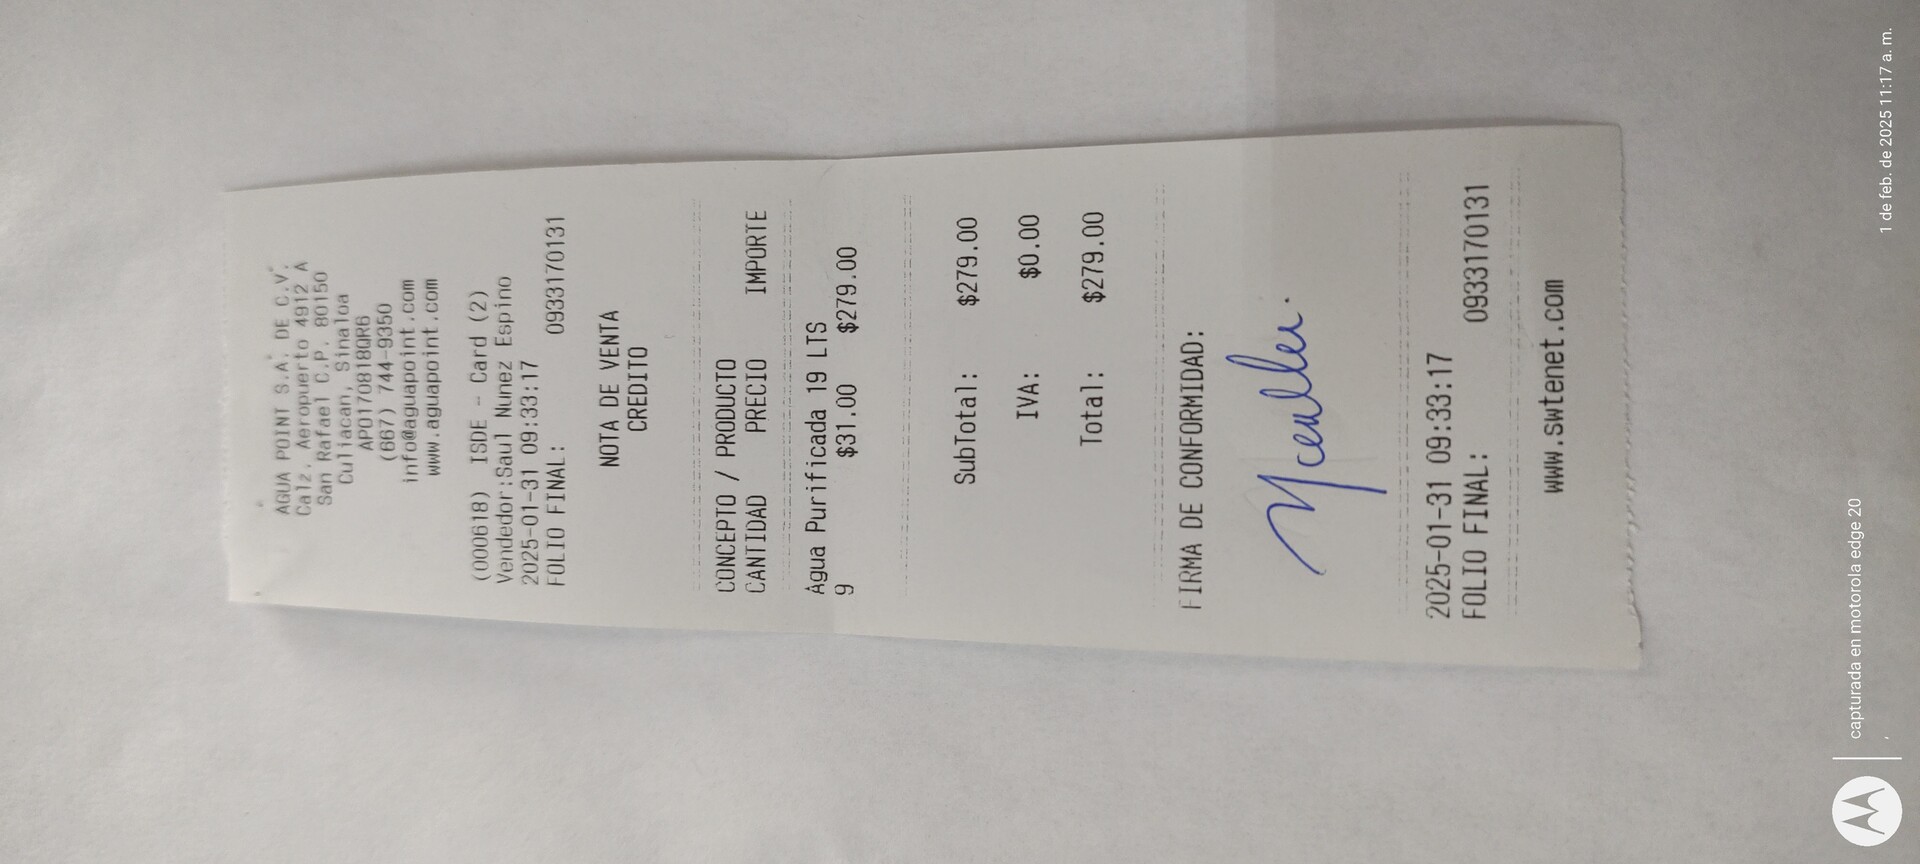 AGUA POINT S.A. DE C.V.
Calz. Aeropuerto 4912 A
San Rafael C.P. 80150
Culiacan, Sinaloa
APO170818QR6
(667) 744-9350
info@aguapoint.com
www.aguapoint.com
(000618) ISDE - Card (2)
Vendedor:Saul Nunez Espino
2025-01-31 09:33:17
FOLIO FINAL: 0933170131
NOTA DE VENTA
CREDITO
CONCEPTO / PRODUCTO
CANTIDAD PRECIO IMPORTE
Agua Purificada 19 LTS
9 $31.00 $279.00
SubTotal: $279.00
IVA: $0.00
Total: $279.00
FIRMA DE CONFORMIDAD:
2025-01-31 09:33:17
FOLIO FINAL: 0933170131
www.swtenet.com
capturada en motorola edge 20
1 de feb. de 2025 11:17 a. m.